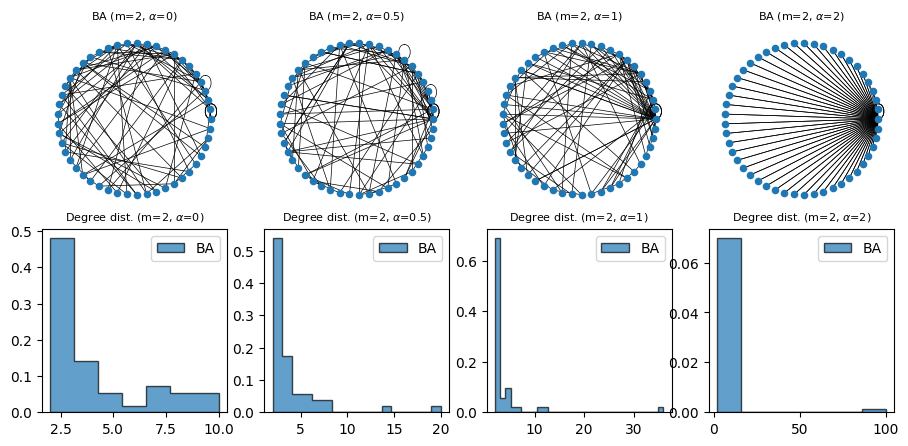 BA (m=2, α=0)
BA (m=2, α=0.5)
BA (m=2, α=1)
BA (m=2, α=2)
Degree dist. (m=2, α=0)
Degree dist. (m=2, α=0.5)
Degree dist. (m=2, α=1)
Degree dist. (m=2, α=2)
BA
0.5
0.4
0.3
0.2
0.1
0.0
2.5
5.0
7.5
10.0
BA
0.5
0.4
0.3
0.2
0.1
0.0
5
10
15
20
BA
0.6
0.4
0.2
0.0
10
20
30
BA
0.06
0.04
0.02
0.00
0
50
100